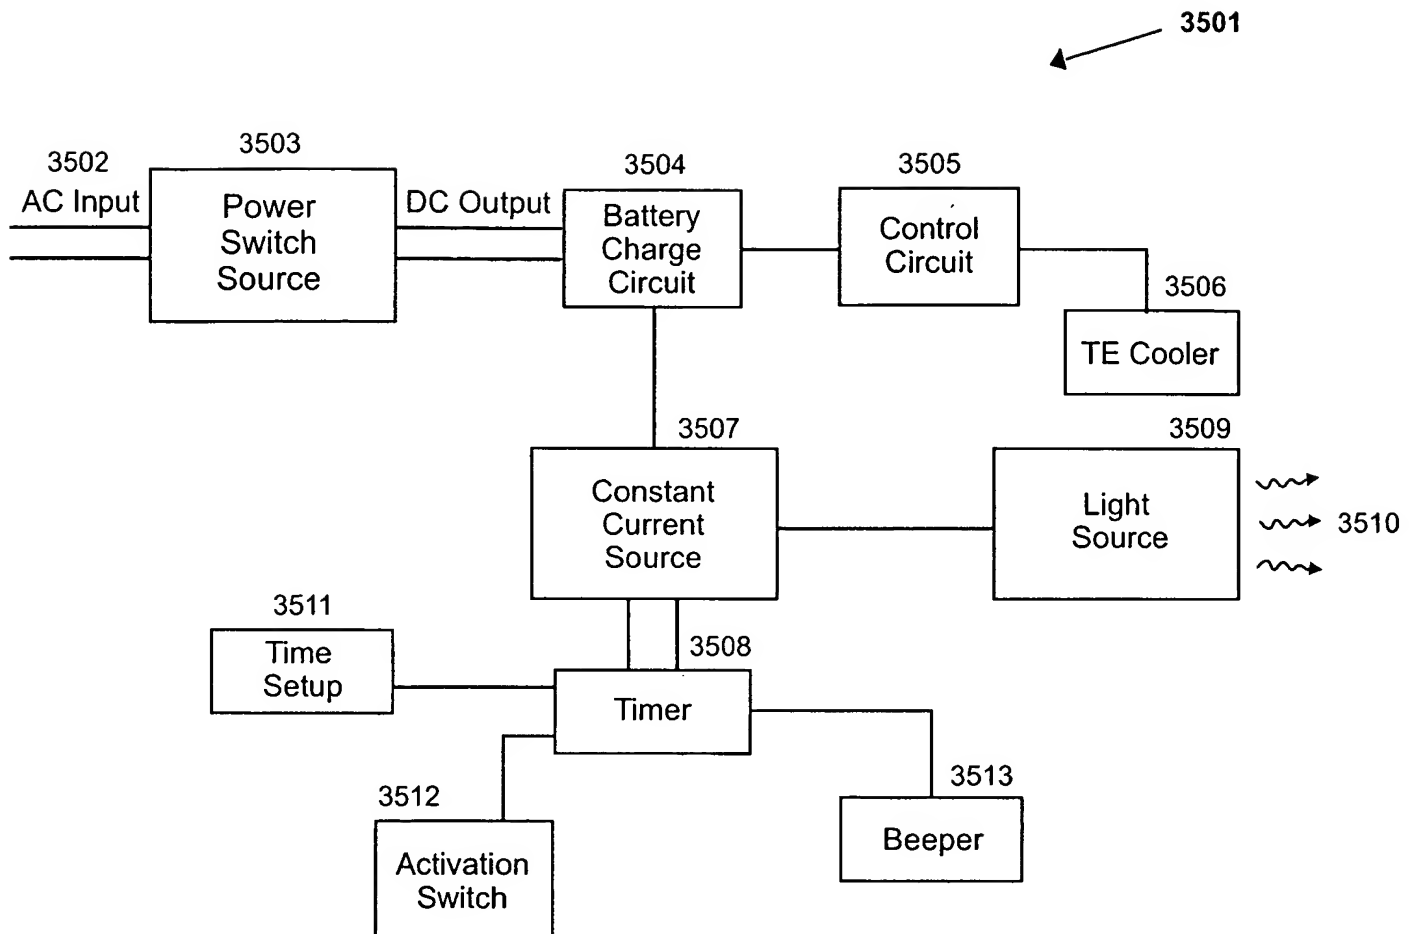 3501
3502
AC Input
3503
Power
Switch
Source
DC Output
3504
Battery
Charge
Circuit
3505
Control
Circuit
3506
TE Cooler
3507
Constant
Current
Source
3509
Light
Source
3510
3511
Time
Setup
3508
Timer
3512
Activation
Switch
3513
Beeper